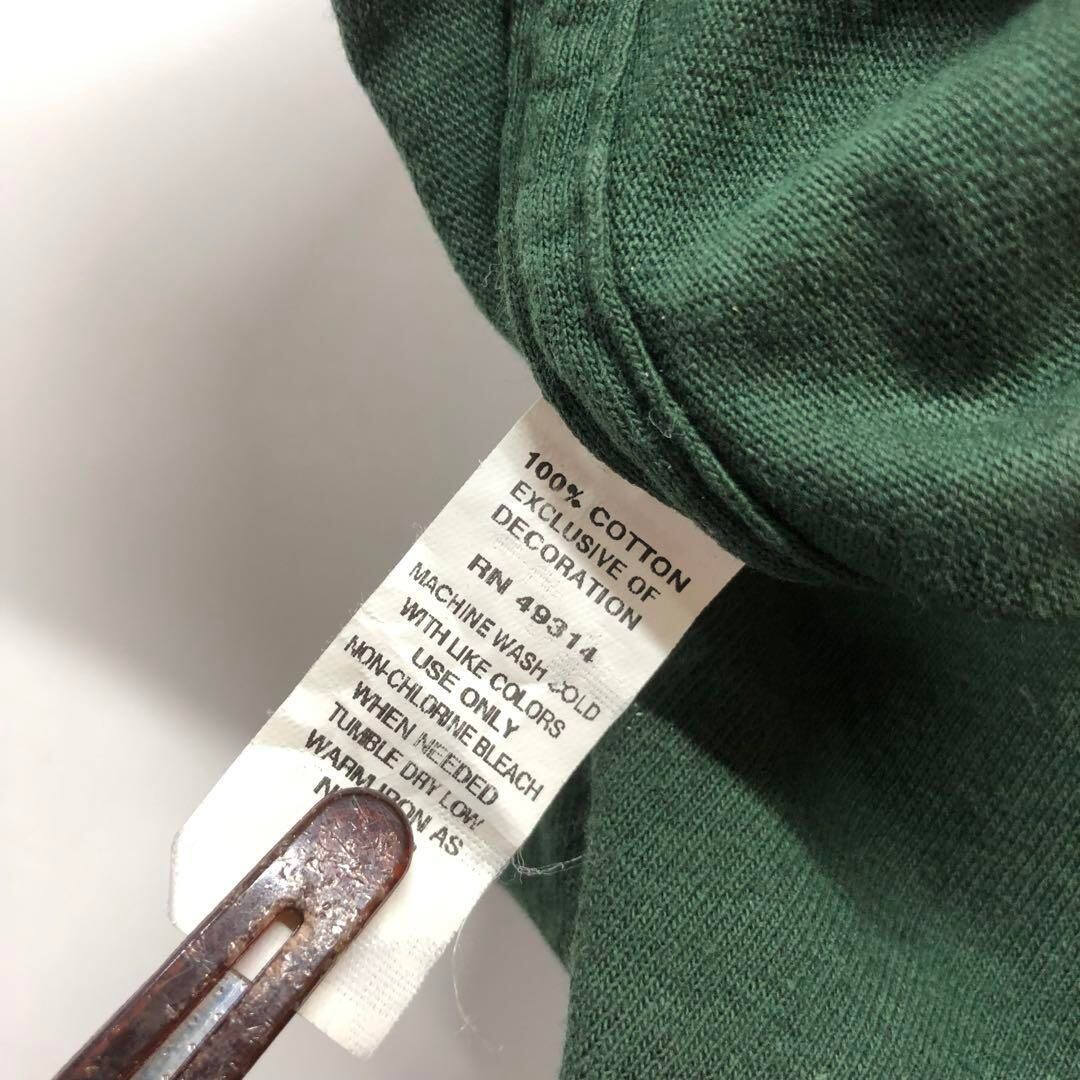 100% COTTON
EXCLUSIVE OF
DECORATION
RN 49314
MACHINE WASH COLD
WITH LIKE COLORS
USE ONLY
NON-CHLORINE BLEACH
WHEN NEEDED
TUMBLE DRY LOW
WARM IRON AS